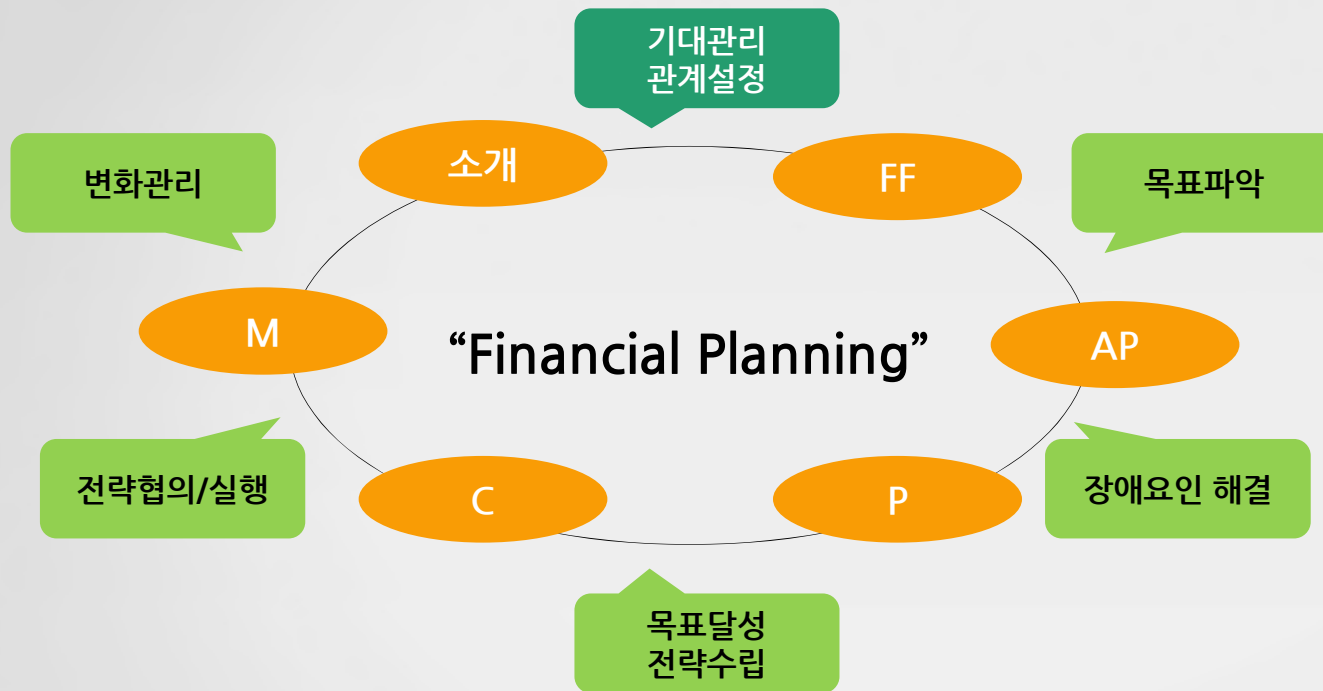 기대관리
관계설정
소개
FF
변화관리
목표파악
M
“Financial Planning”
AP
전략협의/실행
C
P
장애요인 해결
목표달성
전략수립